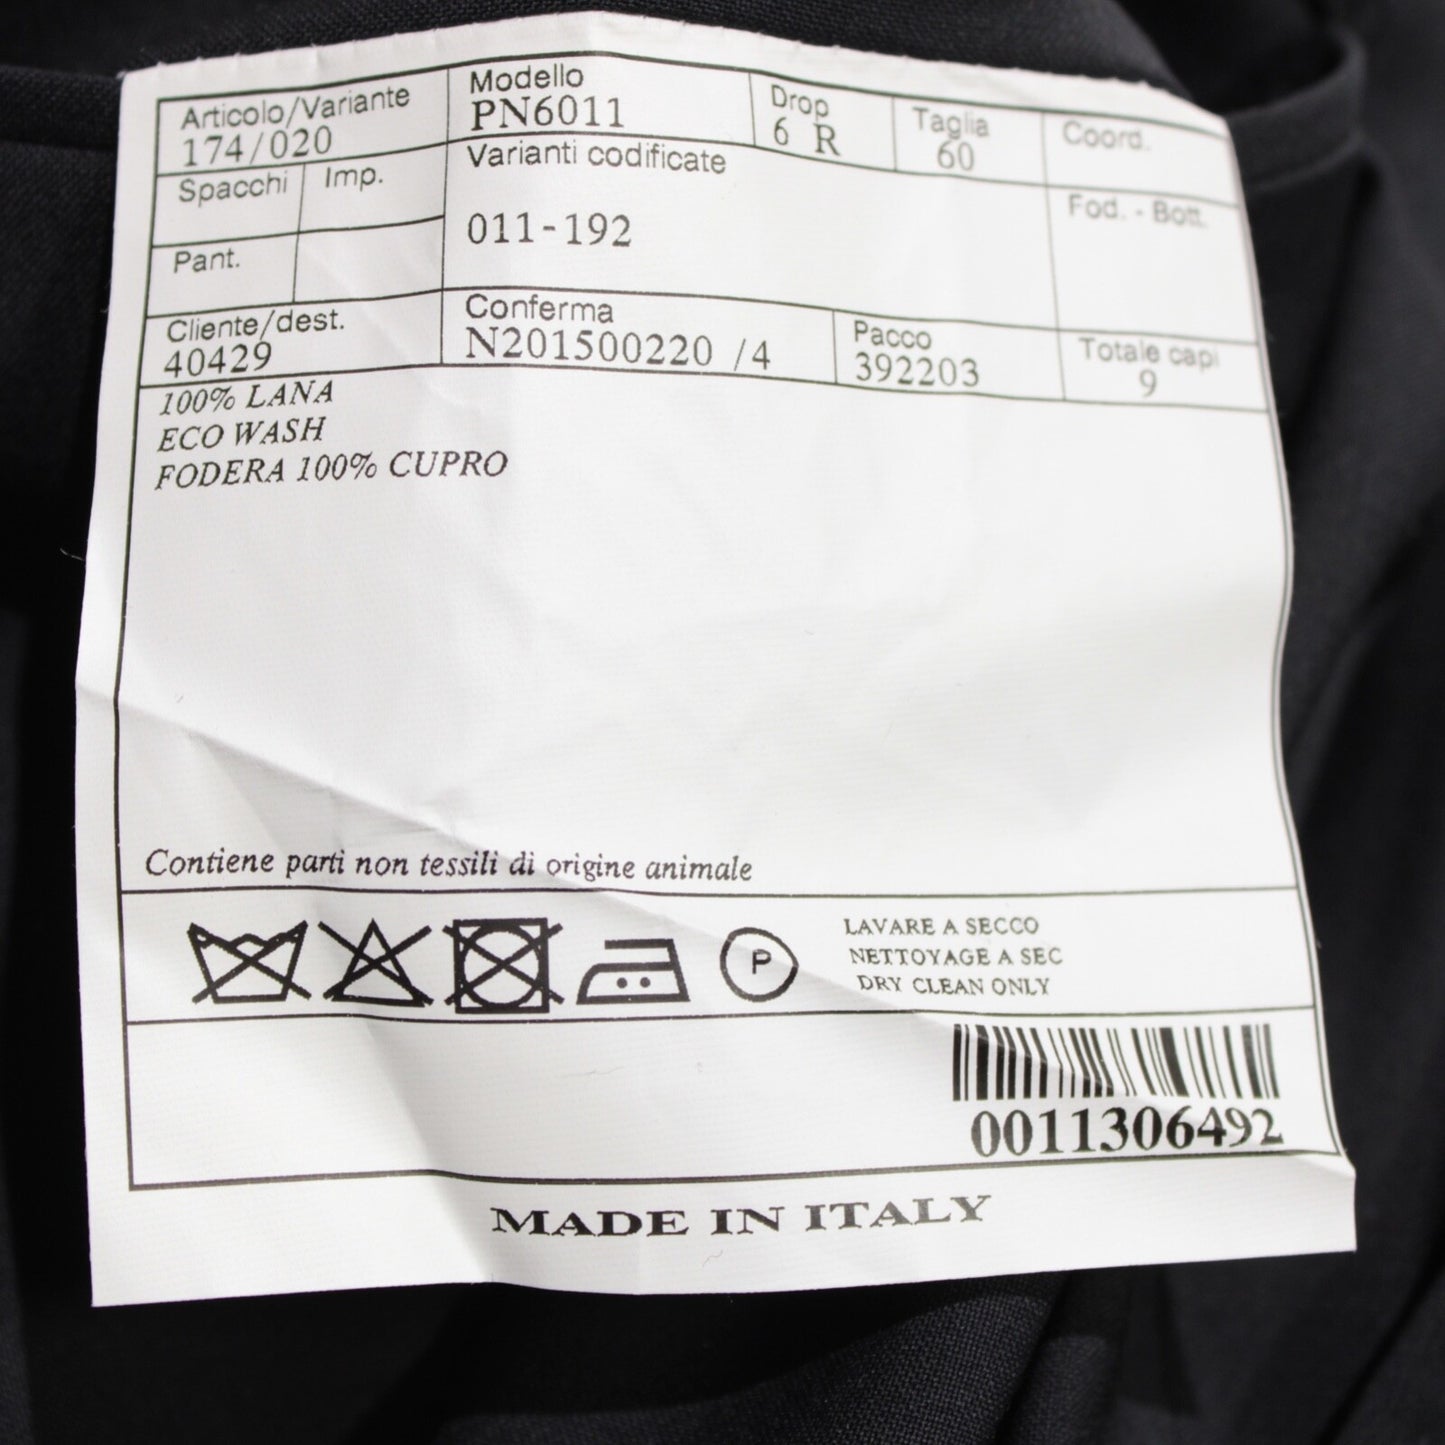 Articolo/Variante Modello Drop Taglia Coord.
174/020 PN6011 6 R 60
Spacchi Imp. Varianti codificate Fod. - Bott.
011-192
Pant.
Cliente/dest. Conferma Pacco Totale capi
40429 N201500220 /4 392203 9
100% LANA
ECO WASH
FODERA 100% CUPRO
Contiene parti non tessili di origine animale
P
LAVARE A SECCO
NETTOYAGE A SEC
DRY CLEAN ONLY
0011306492
MADE IN ITALY